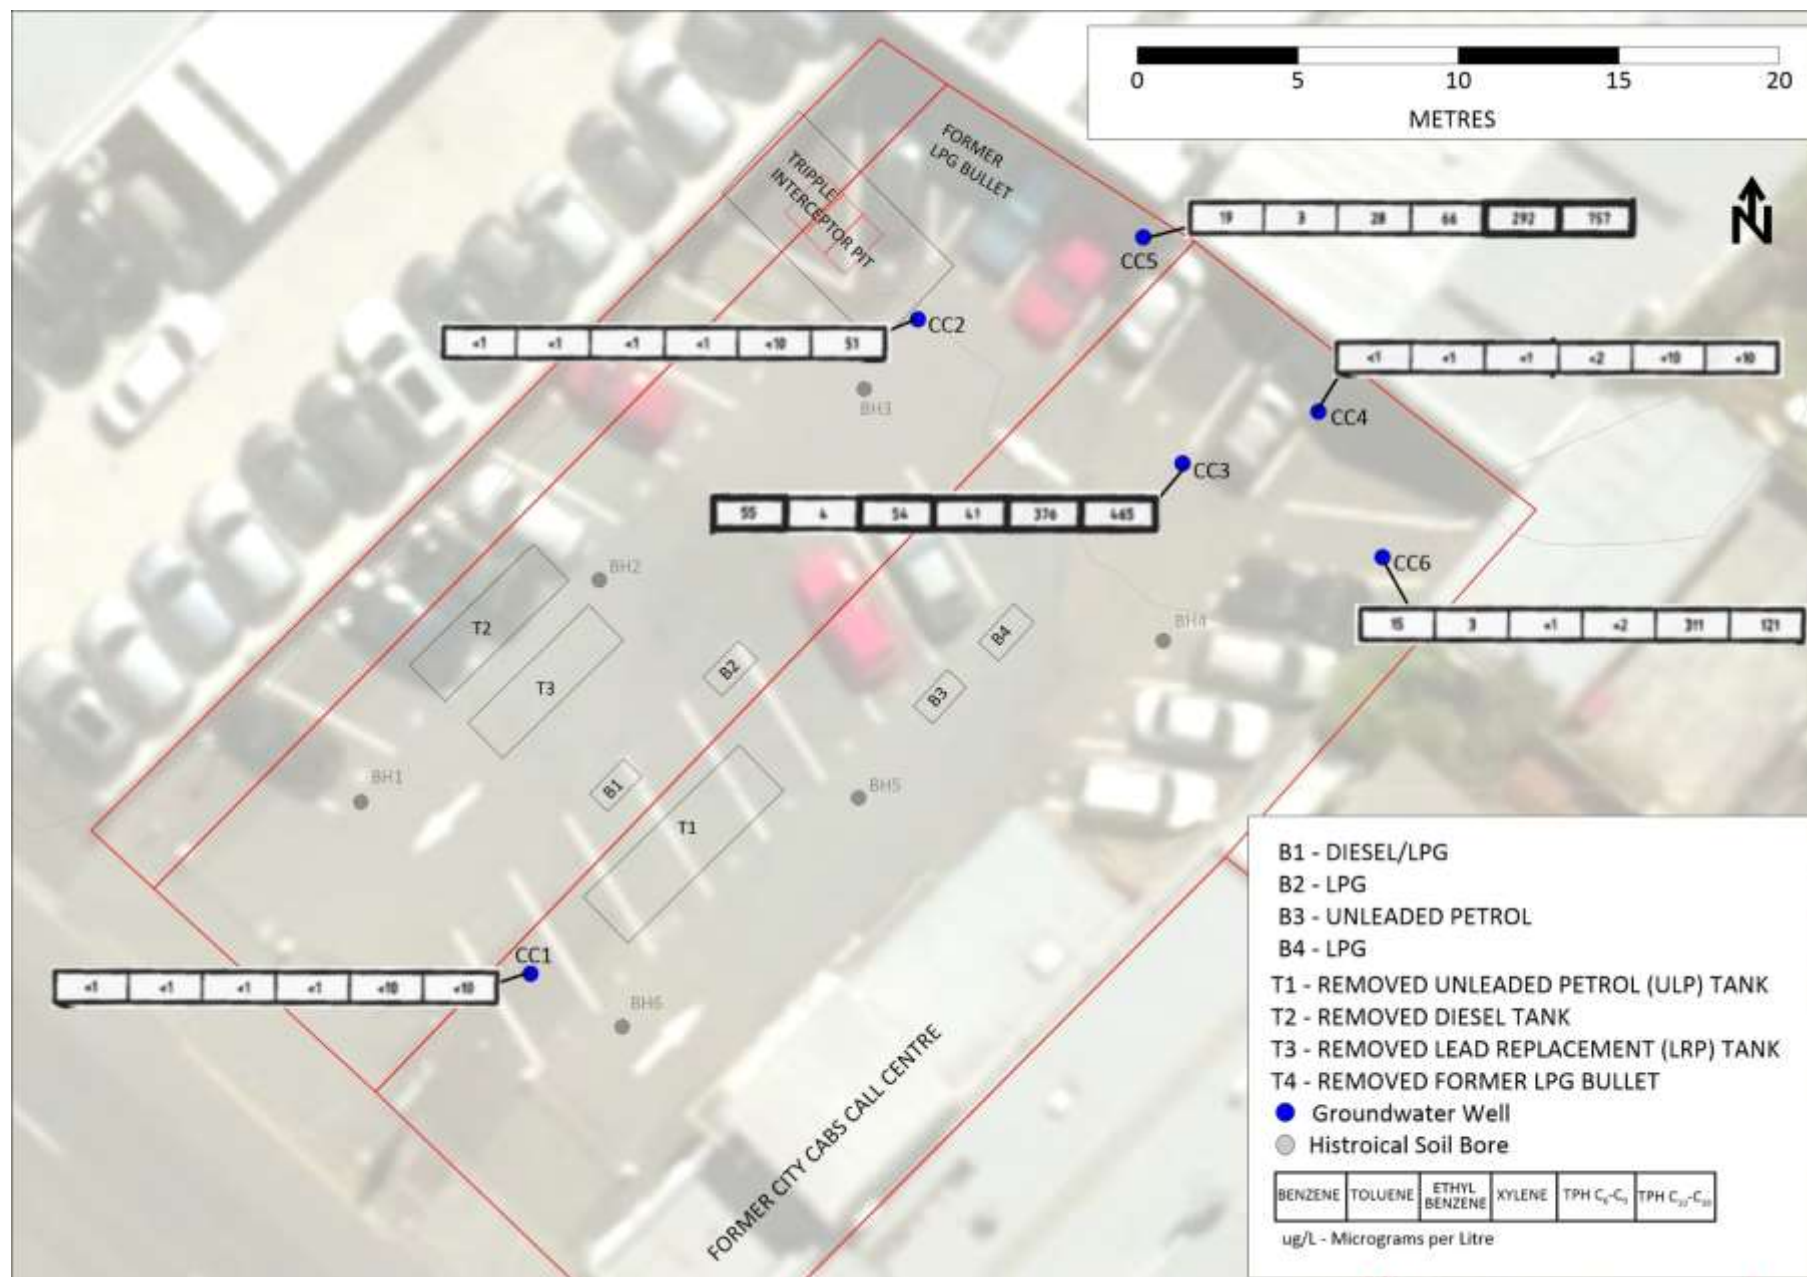 0 5 10 15 20
METRES
N
FORMER
LPG BULLET
TRIPPLE
INTERCEPTOR PIT
19 3 28 66 292 757
CC5
CC2
<1 <1 <1 <1 <10 51
<1 <1 <1 <2 <10 <10
CC4
BH3
CC3
55 4 54 41 376 465
CC6
15 3 <1 <2 311 121
BH2
T2
T3
B2
B4
B3
BH4
BH1
B1
BH5
T1
CC1
<1 <1 <1 <1 <10 <10
BH6
FORMER CITY CABS CALL CENTRE
B1 - DIESEL/LPG
B2 - LPG
B3 - UNLEADED PETROL
B4 - LPG
T1 - REMOVED UNLEADED PETROL (ULP) TANK
T2 - REMOVED DIESEL TANK
T3 - REMOVED LEAD REPLACEMENT (LRP) TANK
T4 - REMOVED FORMER LPG BULLET
Groundwater Well
Histroical Soil Bore
BENZENE TOLUENE ETHYL BENZENE XYLENE TPH C₆-C₉ TPH
ug/L - Micrograms per Litre